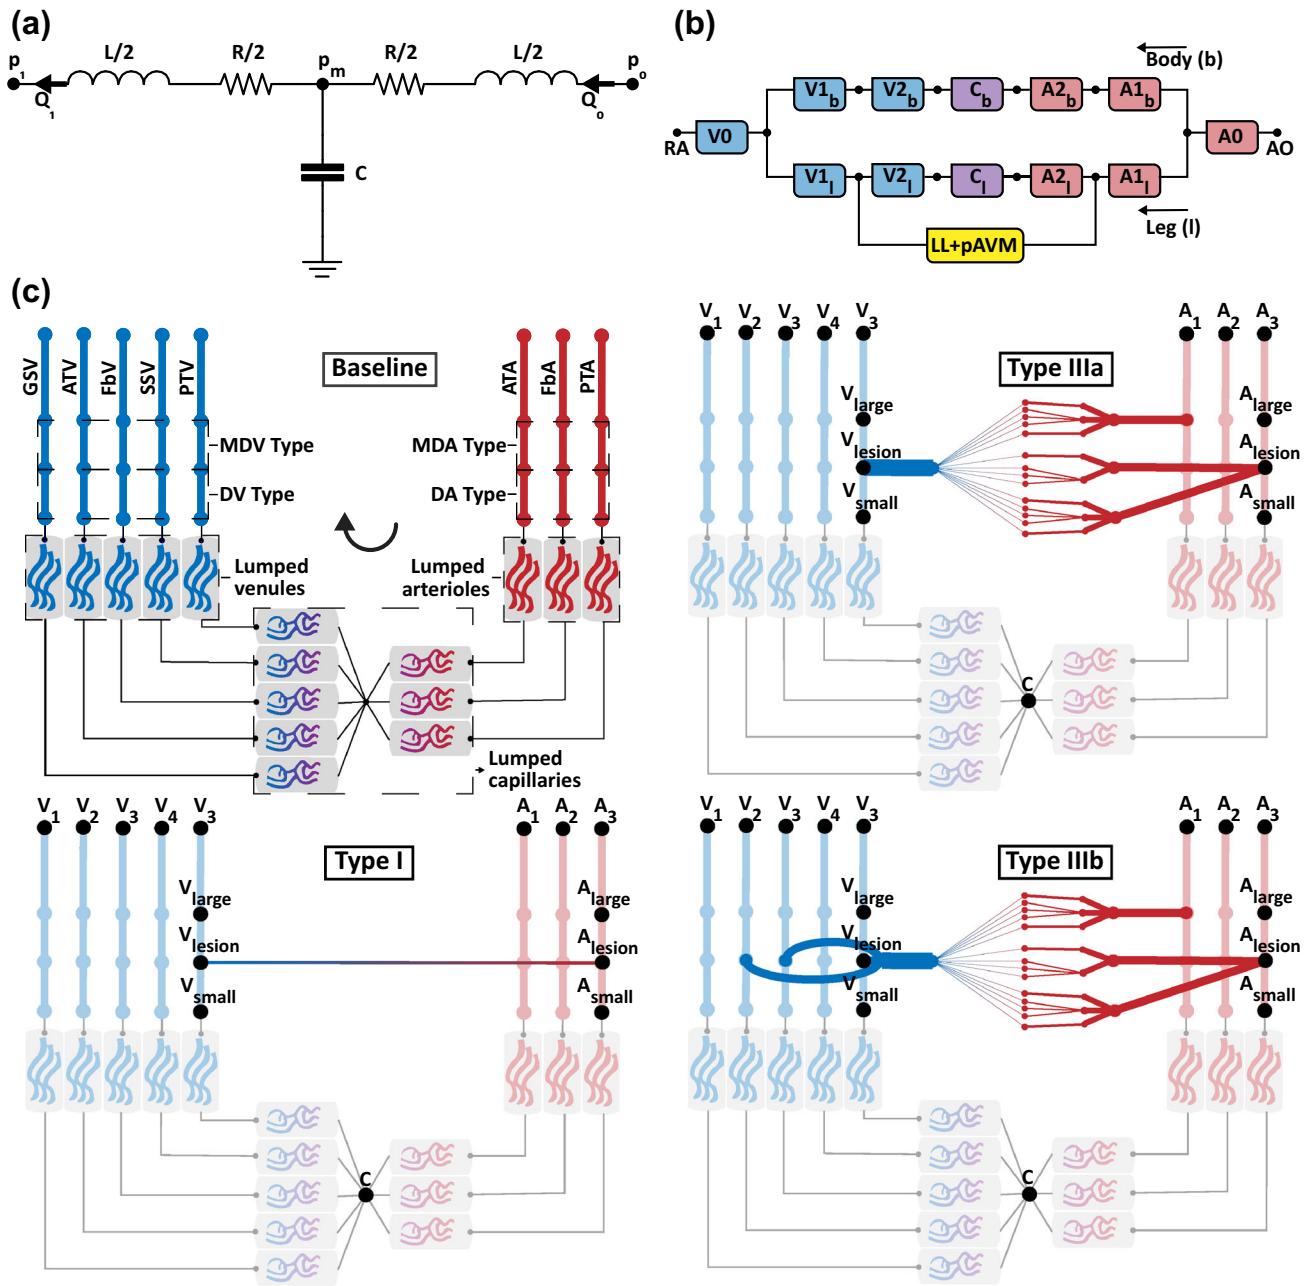 (a)
L/2 R/2 pm R/2 L/2
p1 Q1 Qo po
C
(b)
Body (b)
V1b V2b Cb A2b A1b
RA V0 A0 AO
V1l V2l Cl A2l A1l
Leg (l)
LL+pAVM
(c)
Baseline
GSV ATV FbV SSV PTV ATA FbA PTA
MDV Type MDA Type
DV Type DA Type
Lumped venules
Lumped arterioles
Lumped capillaries
V1 V2 V3 V4 V3 A1 A2 A3
Type IIIa
Vlarge Alarge
Vlesion Alesion
Vsmall Asmall
C
V1 V2 V3 V4 V3 A1 A2 A3
Type I
Vlarge Alarge
Vlesion Alesion
Vsmall Asmall
C
V1 V2 V3 V4 V3 A1 A2 A3
Type IIIb
Vlarge Alarge
Vlesion Alesion
Vsmall Asmall
C